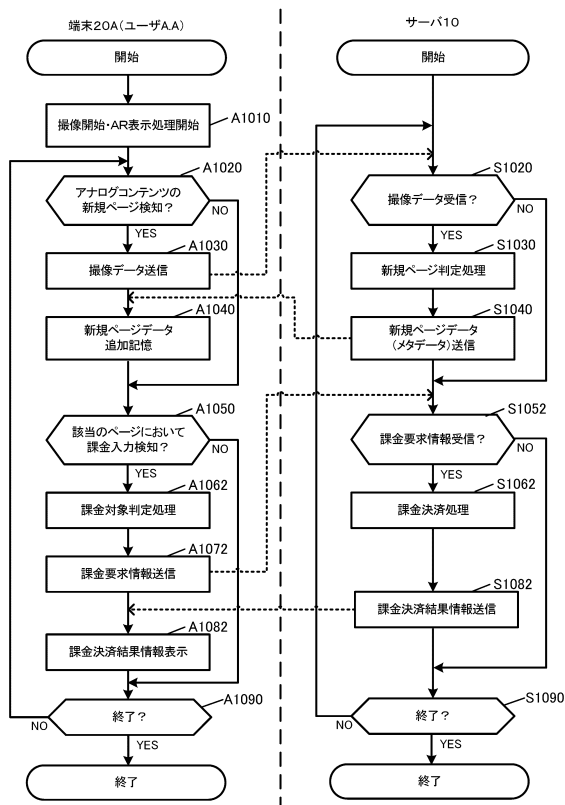 端末20A(ユーザA.A)
開始
撮像開始・AR表示処理開始
A1010
A1020
アナログコンテンツの
新規ページ検知?
NO
YES
A1030
撮像データ送信
A1040
新規ページデータ
追加記憶
A1050
該当のページにおいて
課金入力検知?
NO
YES
A1062
課金対象判定処理
A1072
課金要求情報送信
A1082
課金決済結果情報表示
A1090
終了?
NO
YES
終了
サーバ10
開始
S1020
撮像データ受信?
NO
YES
S1030
新規ページ判定処理
S1040
新規ページデータ
(メタデータ)送信
S1052
課金要求情報受信?
NO
YES
S1062
課金決済処理
S1082
課金決済結果情報送信
S1090
終了?
NO
YES
終了